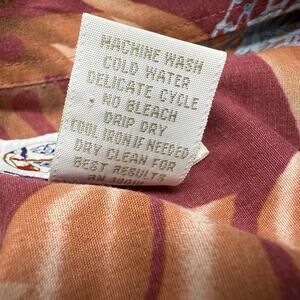 MACHINE WASH
COLD WATER
DELICATE CYCLE
NO BLEACH
DRIP DRY
COOL IRON IF NEEDED
DRY CLEAN FOR
BEST RESULTS